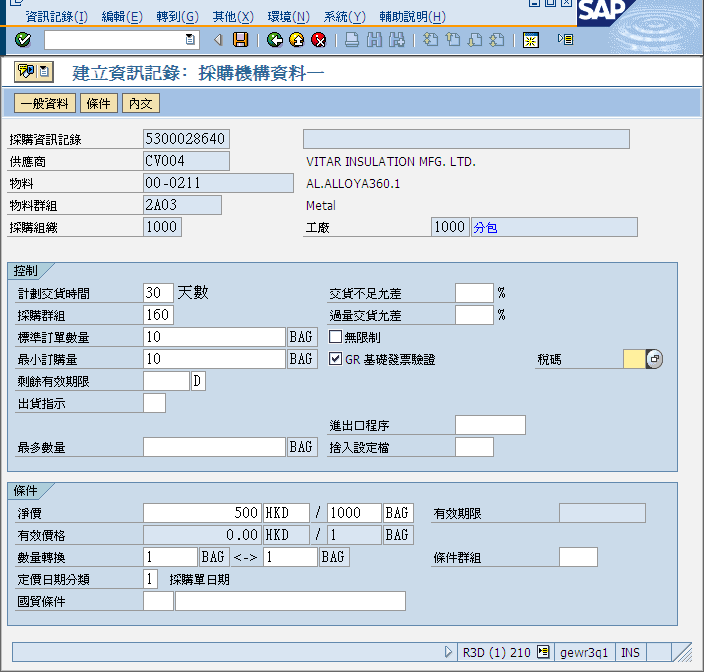 資訊記錄(I) 編輯(E) 轉到(G) 其他(X) 環境(N) 系統(Y) 輔助說明(H)
SAP
建立資訊記錄: 採購機構資料一
一般資料 條件 內文
採購資訊記錄 5300028640
供應商 CV004 VITAR INSULATION MFG. LTD.
物料 00-0211 AL.ALLOYA360.1
物料群組 2A03 Metal
採購組織 1000 工廠 1000 分包
控制
計劃交貨時間 30 天數 交貨不足允差 %
採購群組 160 過量交貨允差 %
標準訂單數量 10 BAG 無限制
最小訂購量 10 BAG GR 基礎發票驗證 稅碼
剩餘有效期限 D
出貨指示
進出口程序
最多數量 BAG 捨入設定檔
條件
淨價 500 HKD / 1000 BAG 有效期限
有效價格 0.00 HKD / 1 BAG
數量轉換 1 BAG <-> 1 BAG 條件群組
定價日期分類 1 採購單日期
國貿條件
R3D (1) 210 gewr3q1 INS